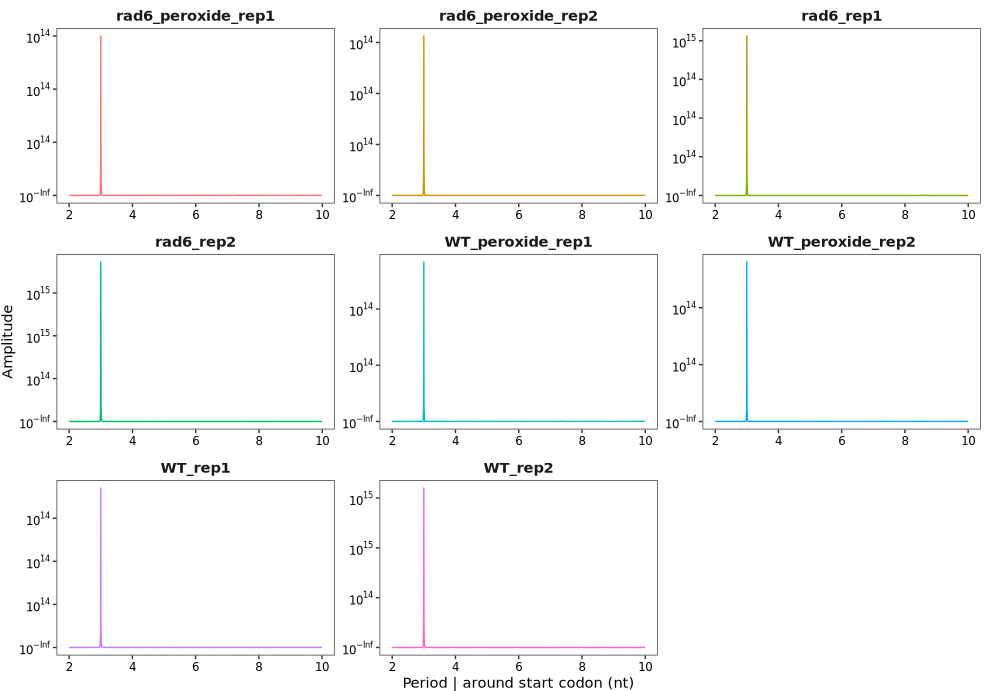 rad6_peroxide_rep1 rad6_peroxide_rep2 rad6_rep1
10^14 10^14 10^15
10^14 10^14 10^14
10^14 10^14 10^14
10^14
10^−Inf 10^−Inf 10^−Inf
2 4 6 8 10 2 4 6 8 10 2 4 6 8 10
rad6_rep2 WT_peroxide_rep1 WT_peroxide_rep2
10^15 10^14 10^14
10^15 10^14 10^14
10^14
10^−Inf 10^−Inf 10^−Inf
2 4 6 8 10 2 4 6 8 10 2 4 6 8 10
Amplitude
WT_rep1 WT_rep2
10^14 10^15
10^14 10^15
10^14 10^14
10^−Inf 10^−Inf
2 4 6 8 10 2 4 6 8 10
Period | around start codon (nt)